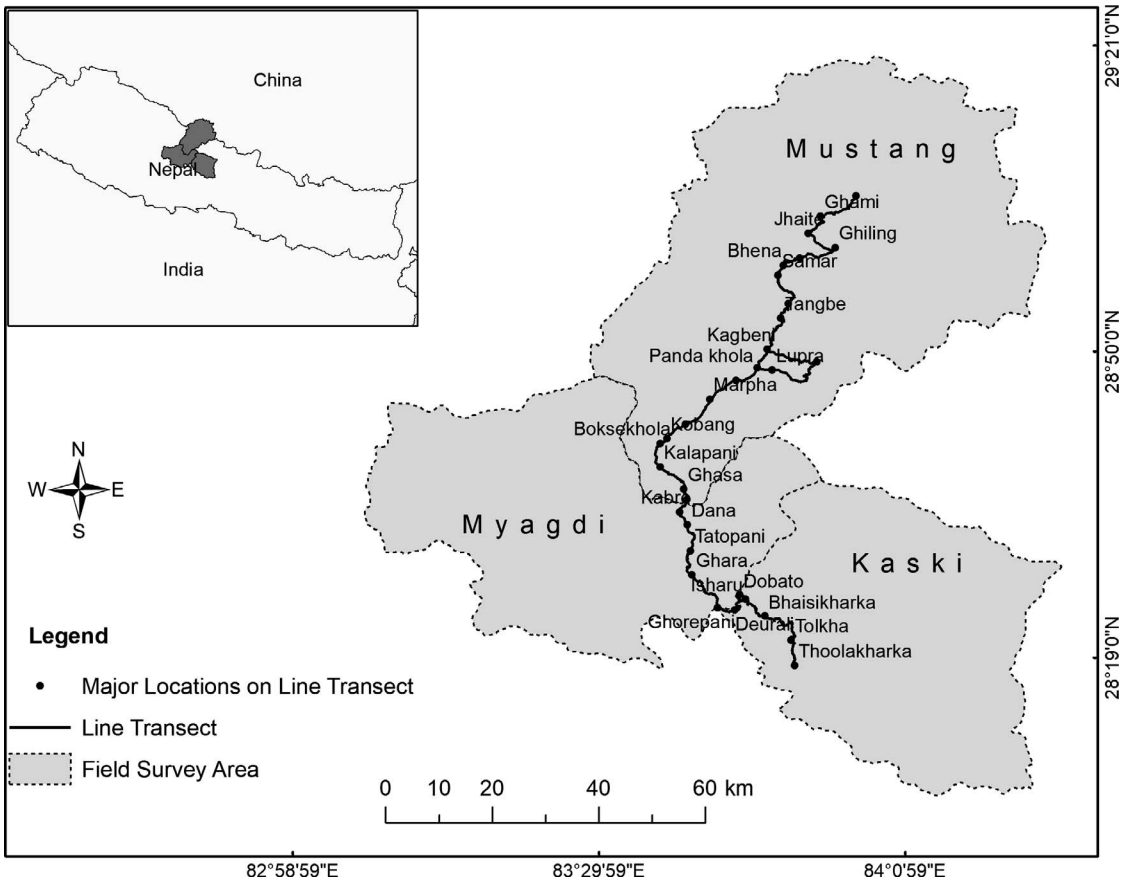 China
Nepal
India
Mustang
Ghami
Jhaite
Ghiling
Bhena
Samar
Tangbe
Kagbeni
Panda khola
Lupra
Marpha
Kobang
Boksekhola
Kalapani
Ghasa
Kabre
Dana
Tatopani
Ghara
Isharu
Dobato
Bhaisikharka
Ghorepani
Deurali
Tolkha
Thoolakharka
Myagdi
Kaski
N
W
E
S
Legend
Major Locations on Line Transect
Line Transect
Field Survey Area
0 10 20 40 60 km
29°21'0"N
28°50'0"N
28°19'0"N
82°58'59"E
83°29'59"E
84°0'59"E